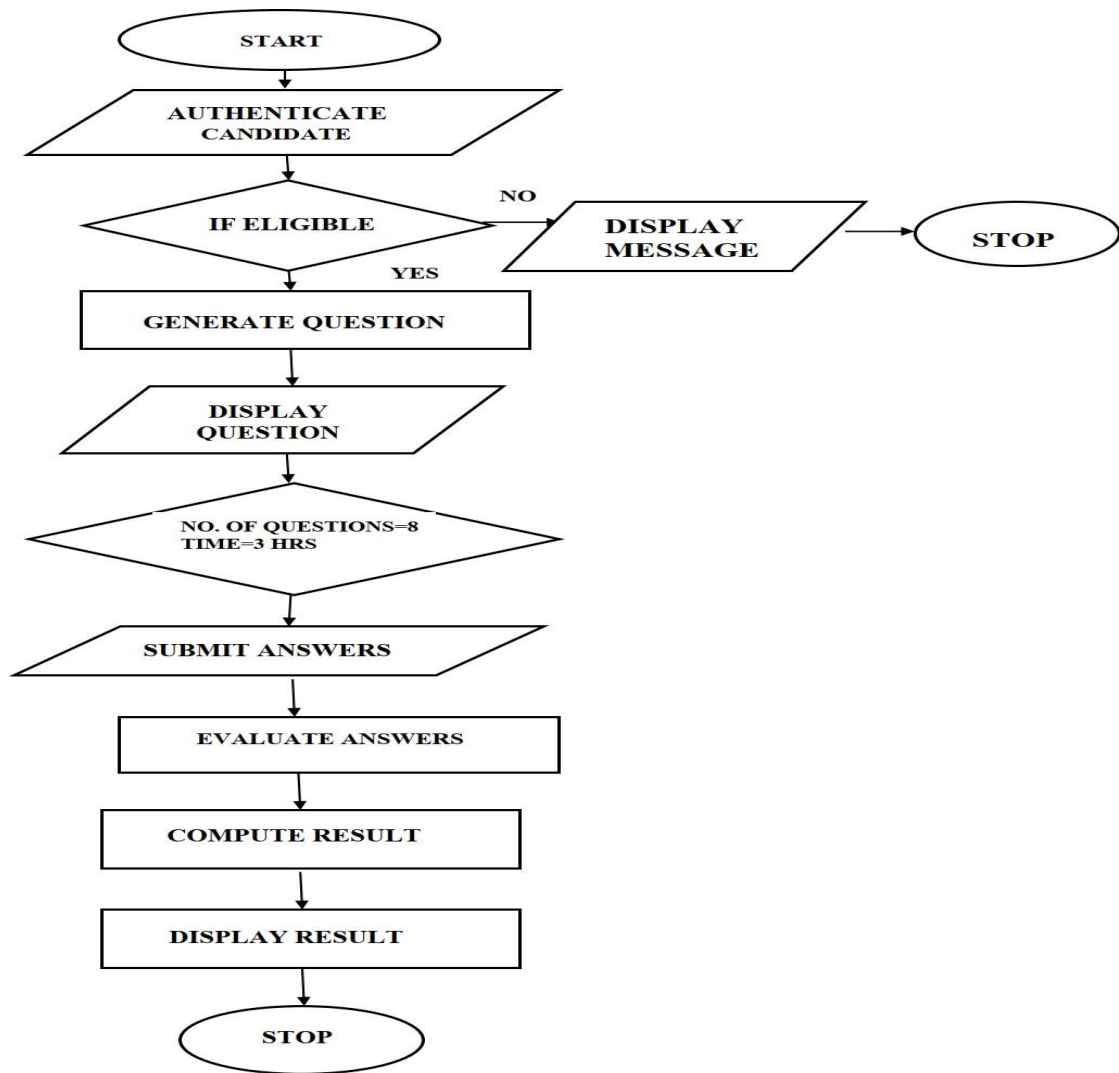 START
AUTHENTICATE
CANDIDATE
IF ELIGIBLE
NO
DISPLAY
MESSAGE
STOP
YES
GENERATE QUESTION
DISPLAY
QUESTION
NO. OF QUESTIONS=8
TIME=3 HRS
SUBMIT ANSWERS
EVALUATE ANSWERS
COMPUTE RESULT
DISPLAY RESULT
STOP